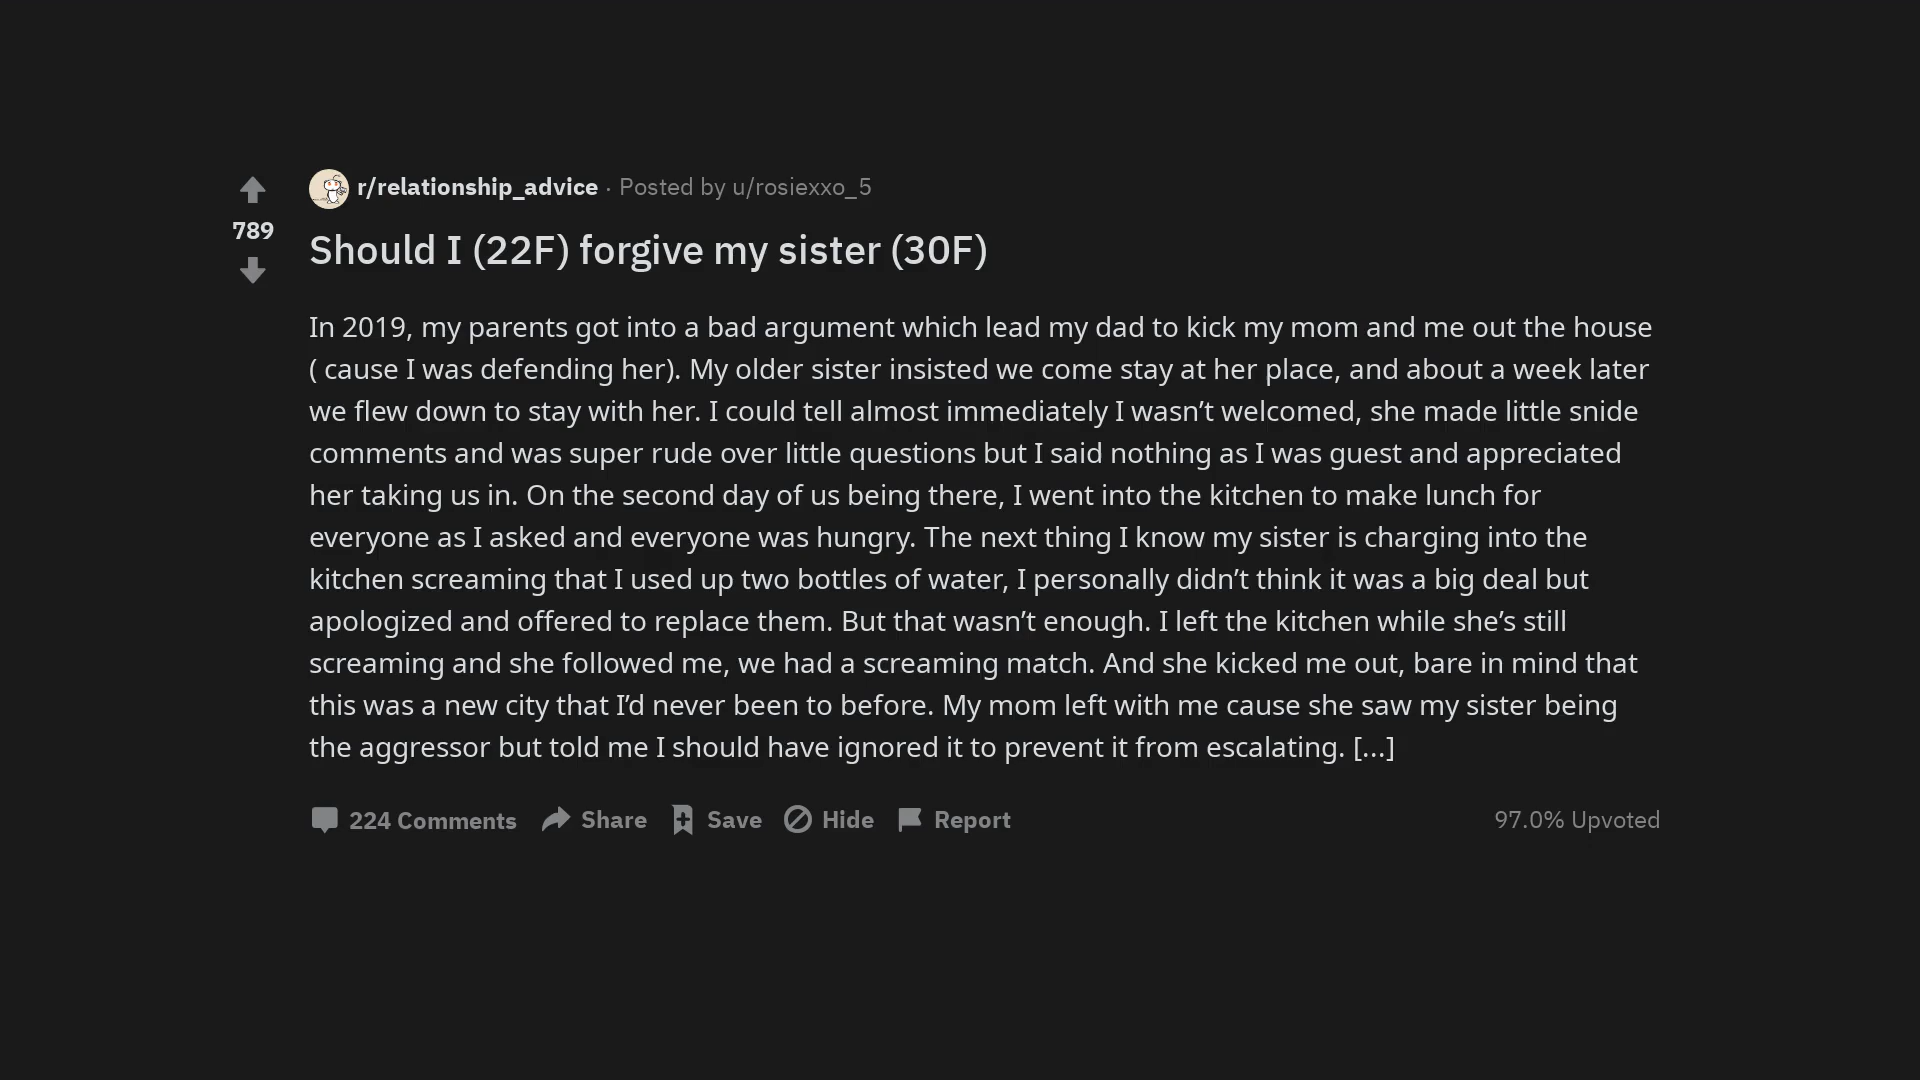 r/relationship_advice · Posted by u/rosiexxo_5
789
Should I (22F) forgive my sister (30F)
In 2019, my parents got into a bad argument which lead my dad to kick my mom and me out the house
( cause I was defending her). My older sister insisted we come stay at her place, and about a week later
we flew down to stay with her. I could tell almost immediately I wasn’t welcomed, she made little snide
comments and was super rude over little questions but I said nothing as I was guest and appreciated
her taking us in. On the second day of us being there, I went into the kitchen to make lunch for
everyone as I asked and everyone was hungry. The next thing I know my sister is charging into the
kitchen screaming that I used up two bottles of water, I personally didn’t think it was a big deal but
apologized and offered to replace them. But that wasn’t enough. I left the kitchen while she’s still
screaming and she followed me, we had a screaming match. And she kicked me out, bare in mind that
this was a new city that I’d never been to before. My mom left with me cause she saw my sister being
the aggressor but told me I should have ignored it to prevent it from escalating. [...]
224 Comments Share Save Hide Report 97.0% Upvoted